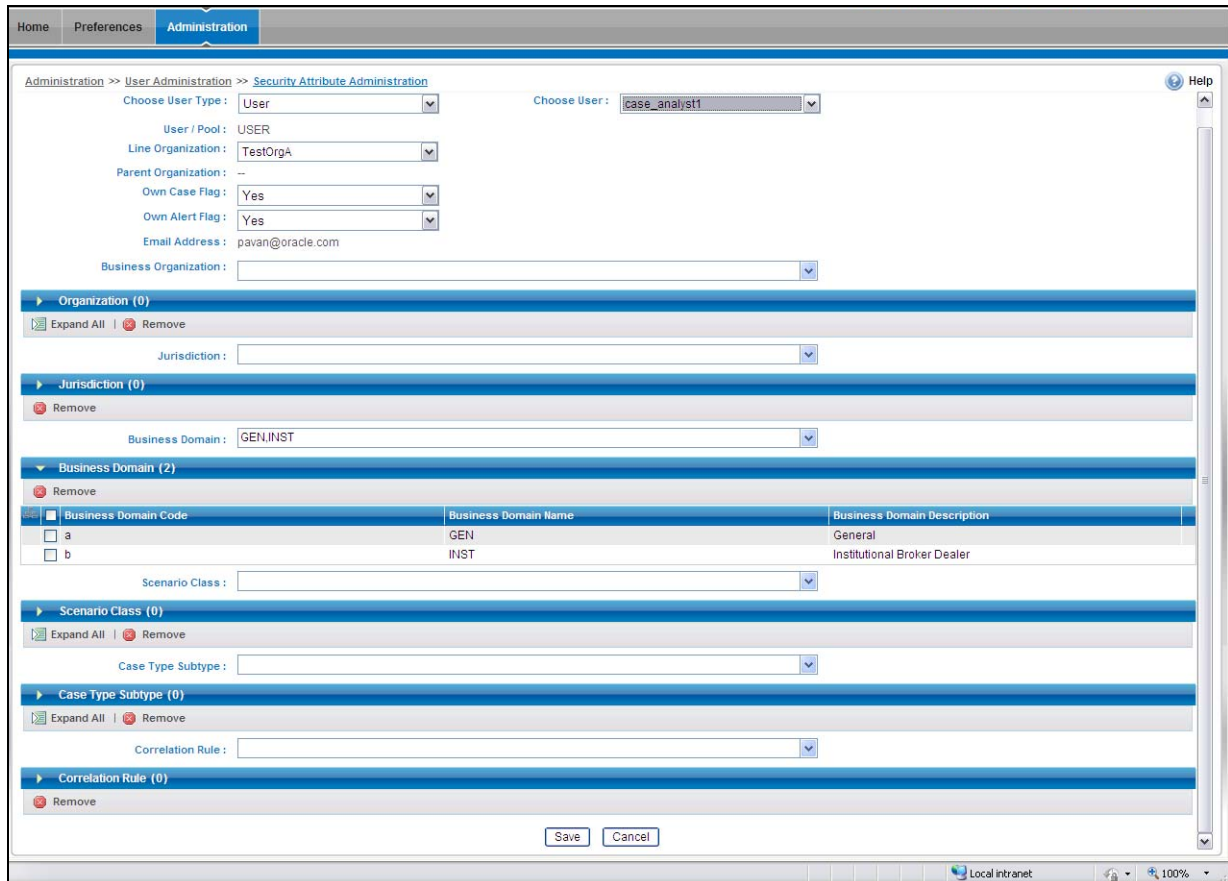 Home Preferences Administration
Administration >> User Administration >> Security Attribute Administration Help
Choose User Type : User Choose User : case_analyst1
User / Pool : USER
Line Organization : TestOrgA
Parent Organization : --
Own Case Flag : Yes
Own Alert Flag : Yes
Email Address : pavan@oracle.com
Business Organization :
Organization (0)
Expand All | Remove
Jurisdiction :
Jurisdiction (0)
Remove
Business Domain : GEN,INST
Business Domain (2)
Remove
Business Domain Code Business Domain Name Business Domain Description
a GEN General
b INST Institutional Broker Dealer
Scenario Class :
Scenario Class (0)
Expand All | Remove
Case Type Subtype :
Case Type Subtype (0)
Expand All | Remove
Correlation Rule :
Correlation Rule (0)
Remove
Save Cancel
Local intranet 100%